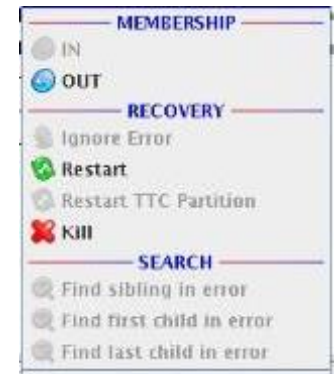 MEMBERSHIP
IN
OUT
RECOVERY
Ignore Error
Restart
Restart TTC Partition
Kill
SEARCH
Find sibling in error
Find first child in error
Find last child in error